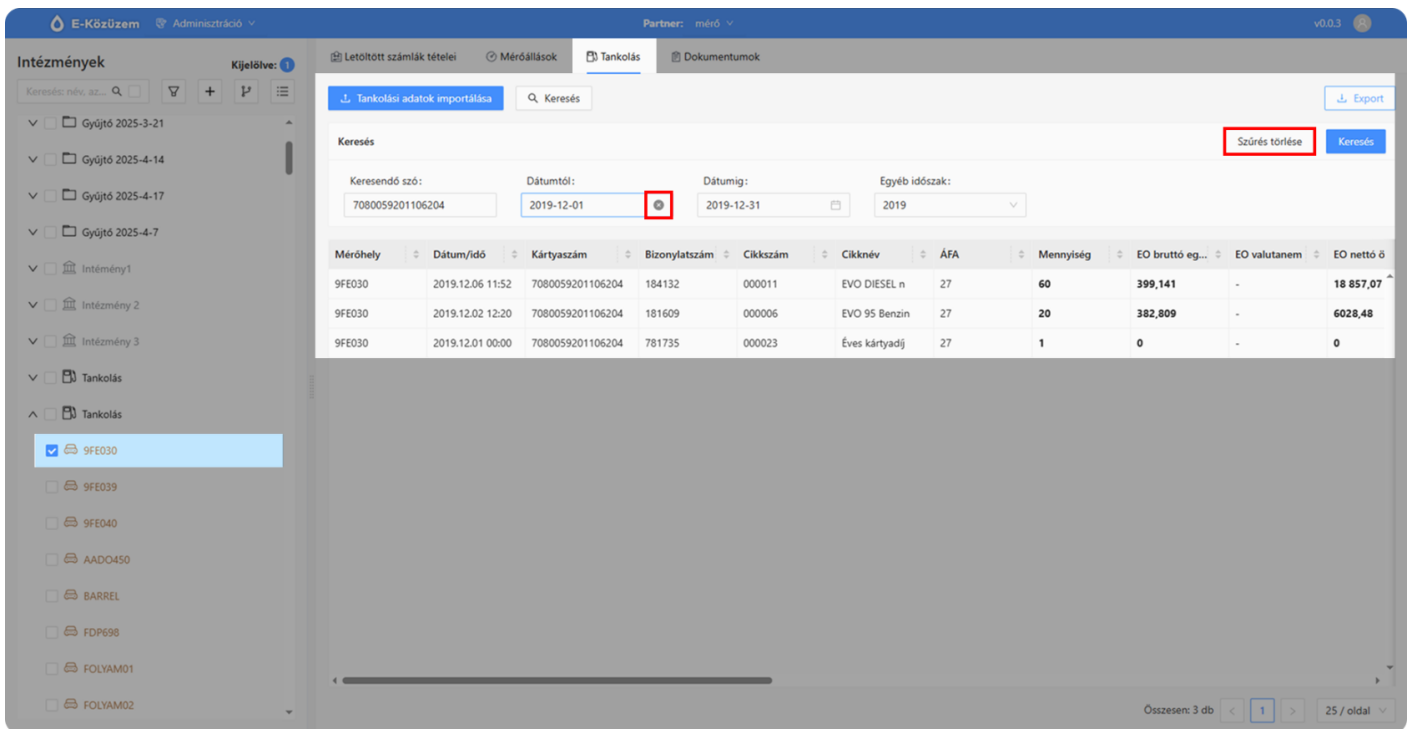 E-Közüzem Adminisztráció Partner: mérő v0.0.3
Intézmények Kijelölve: 1
Keresés: név, az...
Gyűjtő 2025-3-21
Gyűjtő 2025-4-14
Gyűjtő 2025-4-17
Gyűjtő 2025-4-7
Intémény1
Intézmény 2
Intézmény 3
Tankolás
Tankolás
9FE030
9FE039
9FE040
AADO450
BARREL
FDP698
FOLYAM01
FOLYAM02
Letöltött számlák tételei Mérőállások Tankolás Dokumentumok
Tankolási adatok importálása Keresés Export
Keresés Szűrés törlése Keresés
Keresendő szó: Dátumtól: Dátumig: Egyéb időszak:
7080059201106204 2019-12-01 2019-12-31 2019
Mérőhely Dátum/idő Kártyaszám Bizonylatszám Cikkszám Cikknév ÁFA Mennyiség EO bruttó eg... EO valutanem EO nettó ö
9FE030 2019.12.06 11:52 7080059201106204 184132 000011 EVO DIESEL n 27 60 399,141 - 18 857,07
9FE030 2019.12.02 12:20 7080059201106204 181609 000006 EVO 95 Benzin 27 20 382,809 - 6028,48
9FE030 2019.12.01 00:00 7080059201106204 781735 000023 Éves kártyadíj 27 1 0 - 0
Összesen: 3 db < 1 > 25 / oldal